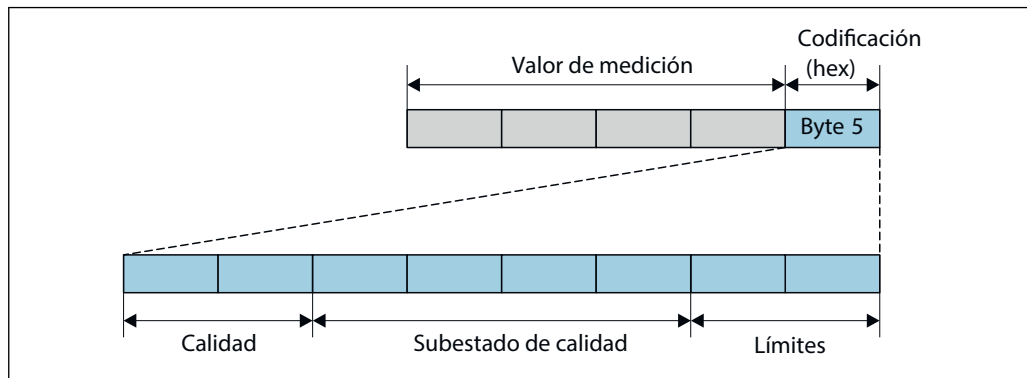 Codificación
Valor de medición
(hex)
Byte 5
Calidad
Subestado de calidad
Límites